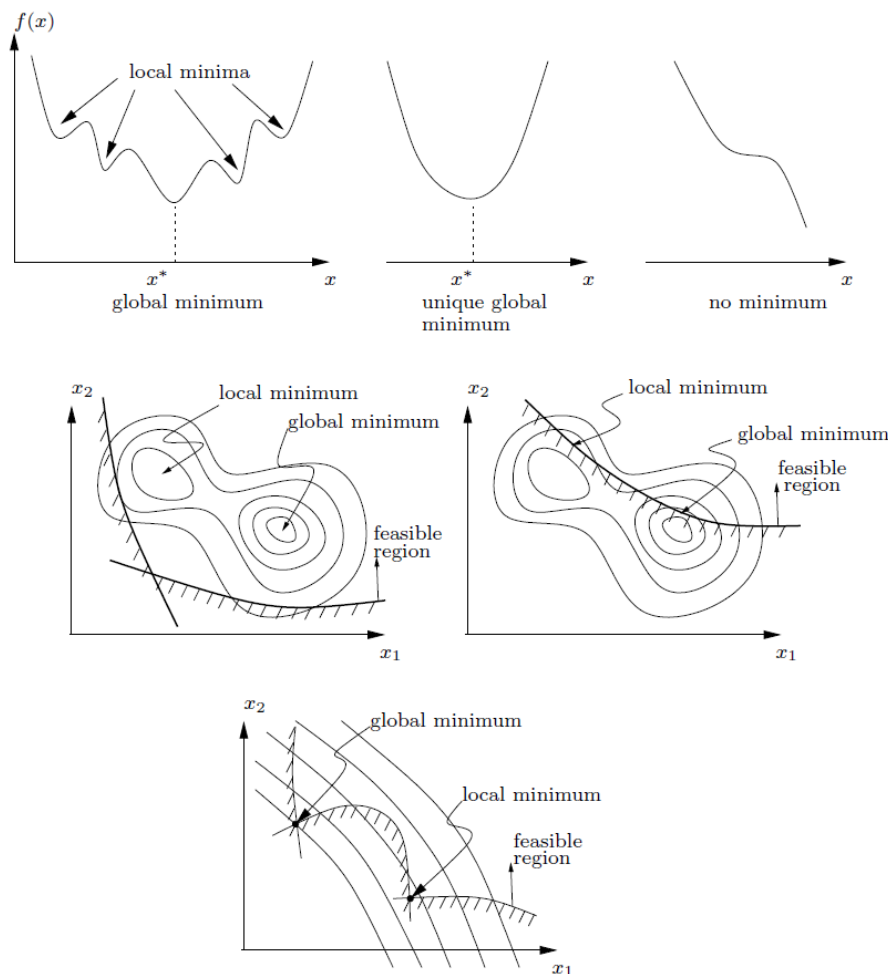 f(x)
local minima
x*
x
global minimum
x*
x
unique global
minimum
x
no minimum
x₂
local minimum
global minimum
feasible
region
x₁
x₂
local minimum
global minimum
feasible
region
x₁
x₂
global minimum
local minimum
feasible
region
x₁